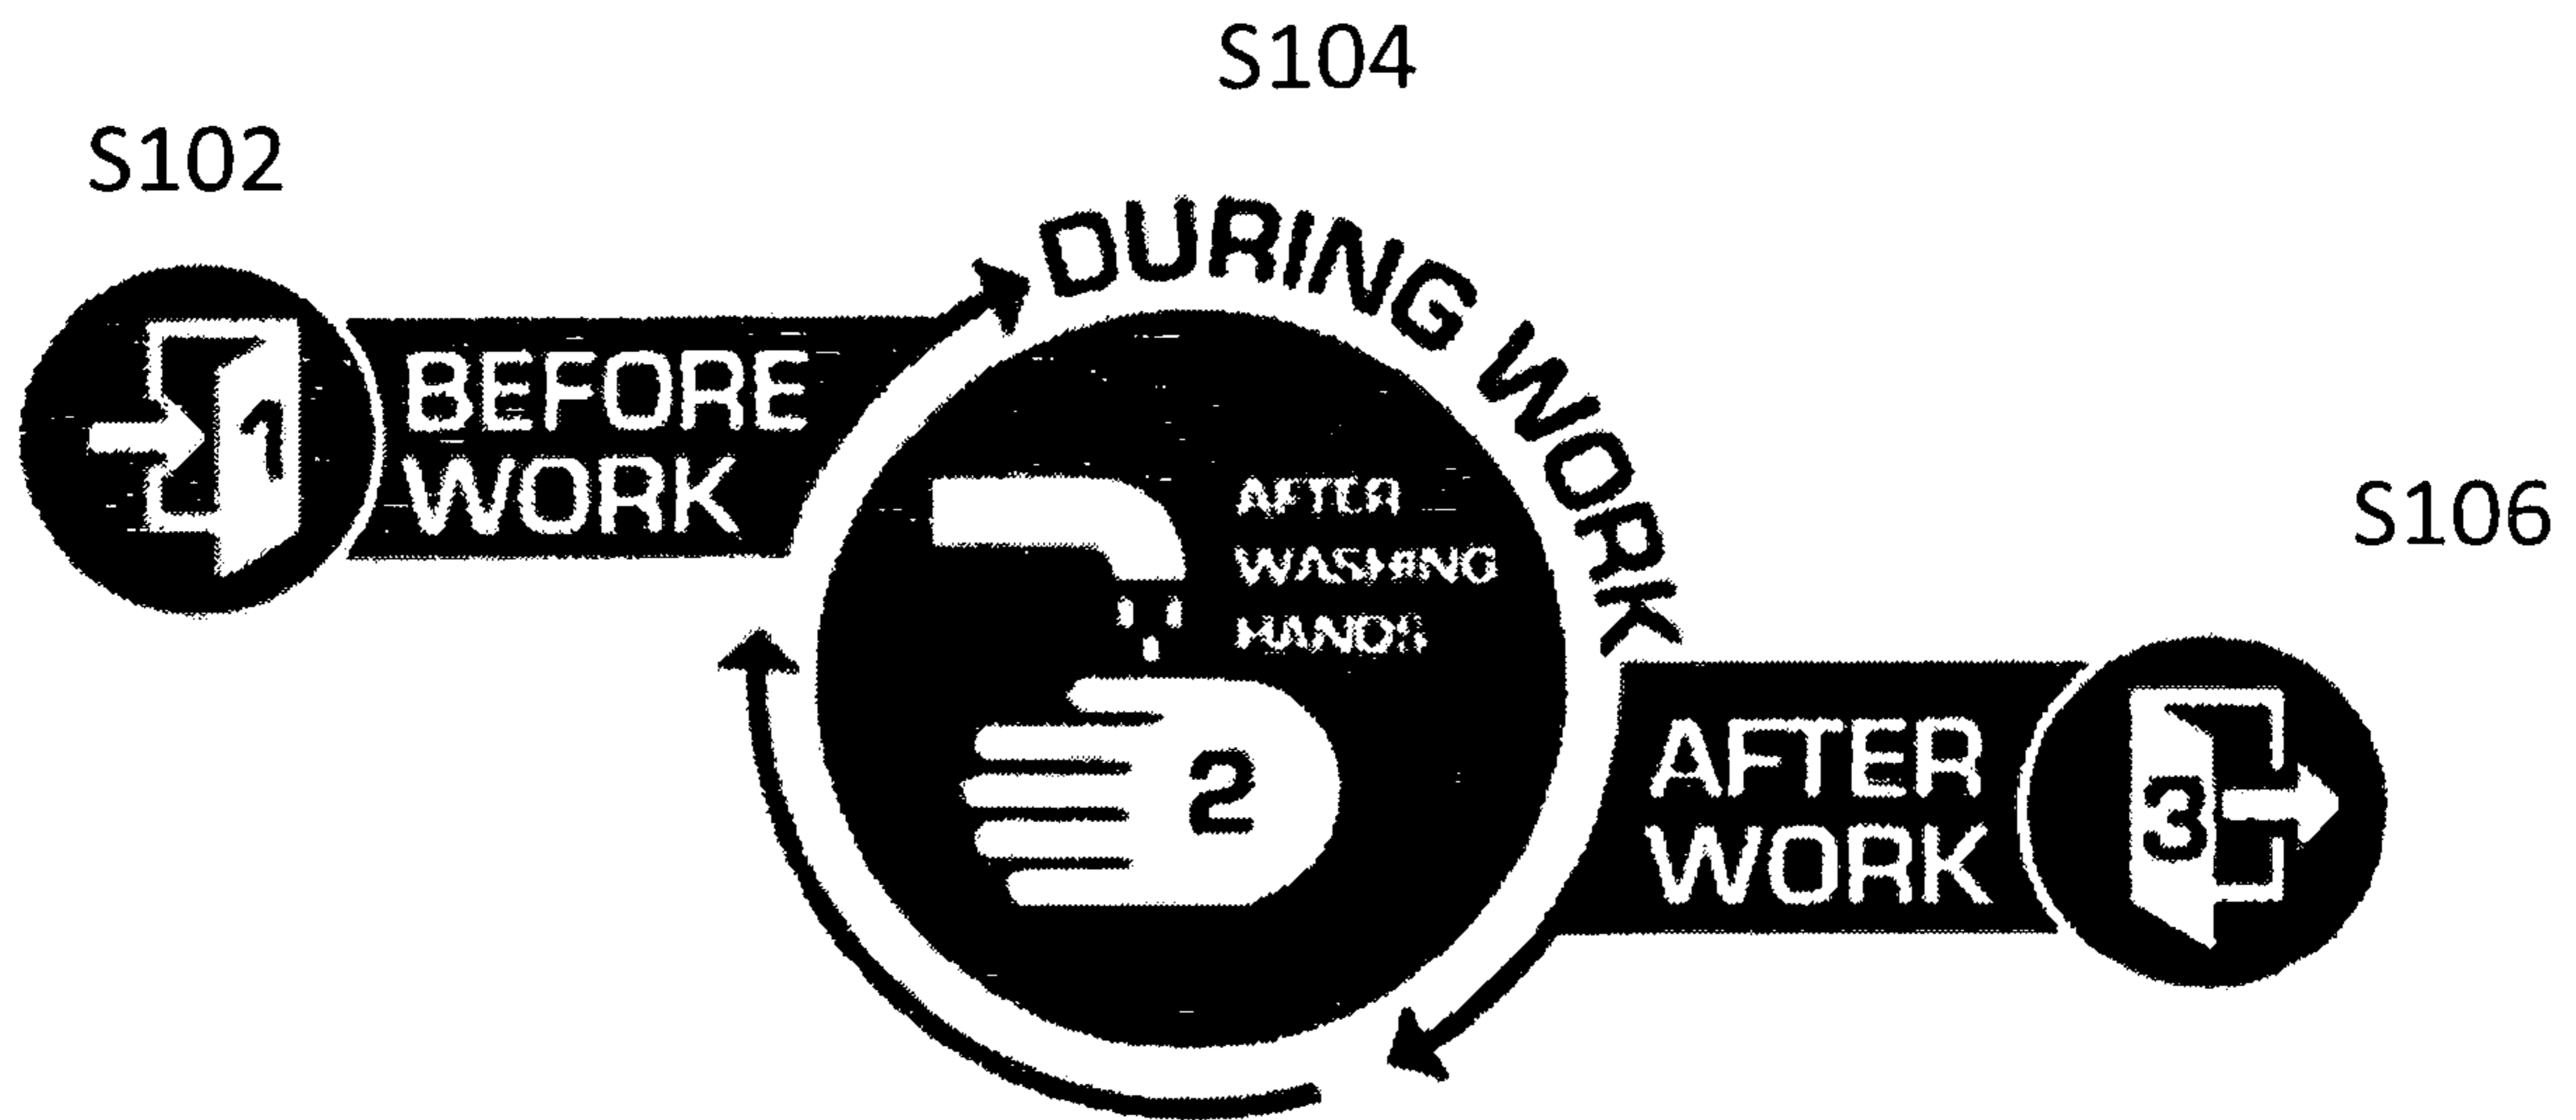 S104
S102
DURING WORK
1
BEFORE
WORK
AFTER
WASHING
HANDS
S106
2
AFTER
WORK
3